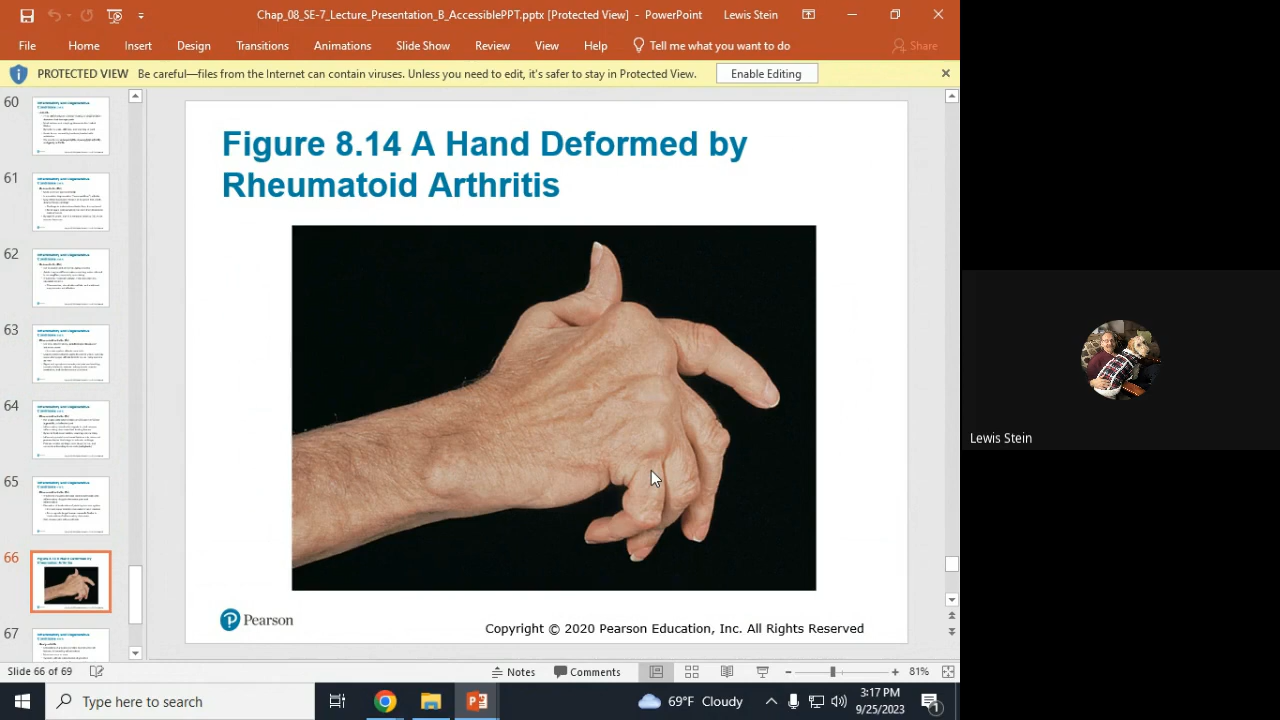 Chap_08_SE-7_Lecture_Presentation_B_AccessiblePPT.pptx [Protected View] - PowerPoint
Lewis Stein
File Home Insert Design Transitions Animations Slide Show Review View Help Tell me what you want to do Share
PROTECTED VIEW Be careful—files from the Internet can contain viruses. Unless you need to edit, it's safer to stay in Protected View. Enable Editing
60
61
62
63
64
65
66
67
Figure 8.14 A Hand Deformed by
Rheumatoid Arthritis
Pearson
Copyright © 2020 Pearson Education, Inc. All Rights Reserved
Lewis Stein
Slide 66 of 69 Notes Comments 81%
Type here to search
69°F Cloudy
3:17 PM
9/25/2023
1